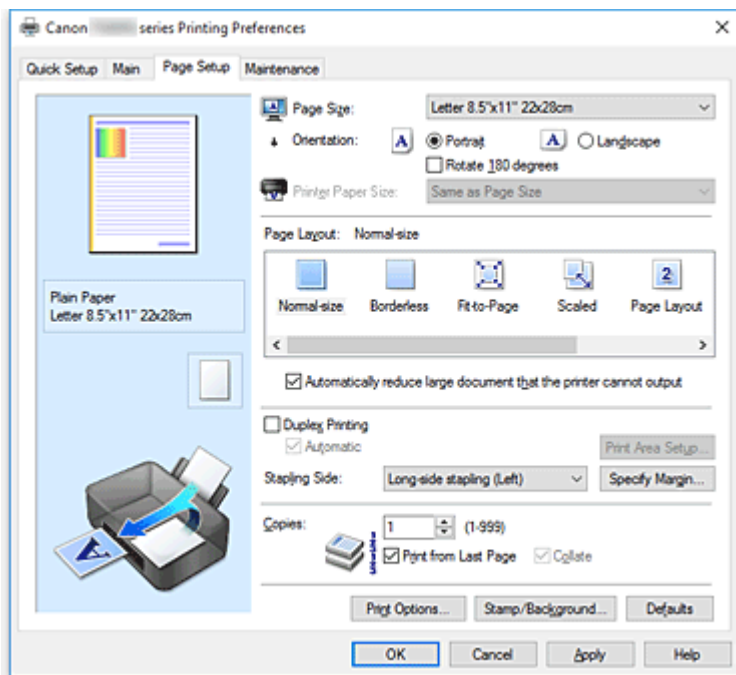 Canon series Printing Preferences
Quick Setup Main Page Setup Maintenance
Page Size: Letter 8.5"x11" 22x28cm
Orientation: A Portrait A Landscape
Rotate 180 degrees
Printer Paper Size: Same as Page Size
Page Layout: Normal-size
2
Normal-size Borderless Fit-to-Page Scaled Page Layout
Plain Paper
Letter 8.5"x11" 22x28cm
Automatically reduce large document that the printer cannot output
Duplex Printing
Automatic Print Area Setup...
Stapling Side: Long-side stapling (Left) Specify Margin...
Copies: 1 (1-999)
Print from Last Page Collate
A
Print Options... Stamp/Background... Defaults
OK Cancel Apply Help